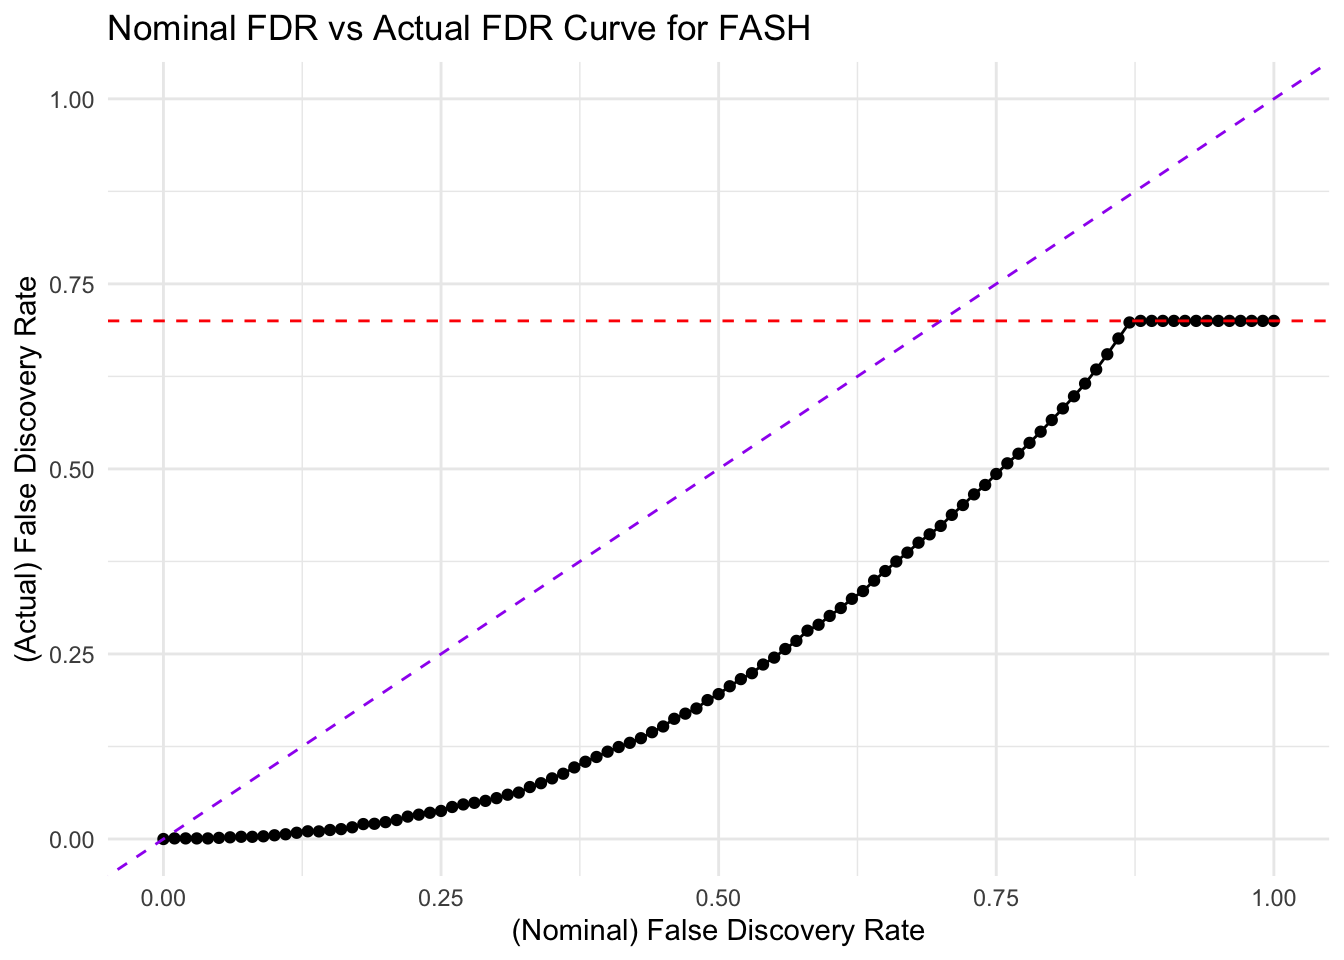 Nominal FDR vs Actual FDR Curve for FASH
(Actual) False Discovery Rate
1.00
0.75
0.50
0.25
0.00
0.00 0.25 0.50 0.75 1.00
(Nominal) False Discovery Rate